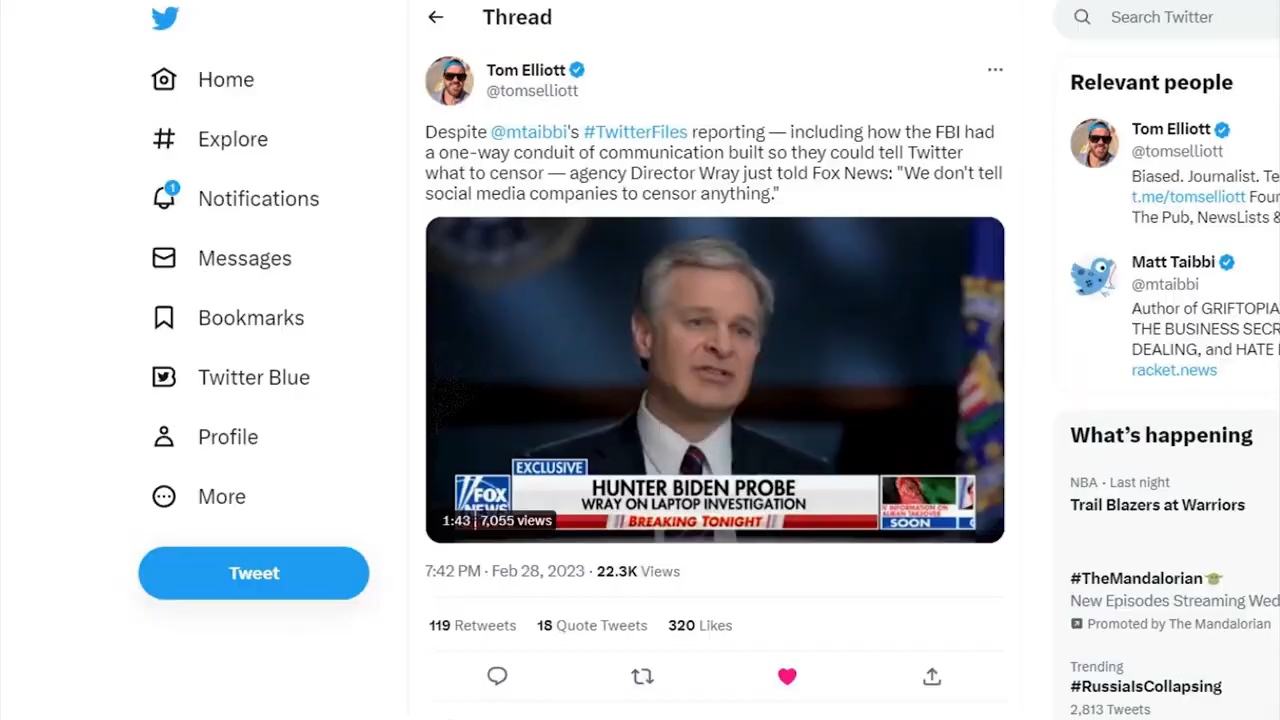 Thread
Search Twitter
Home
Explore
1
Notifications
Messages
Bookmarks
Twitter Blue
Profile
More
Tweet
Tom Elliott
@tomselliott
Despite @mtaibbi's #TwitterFiles reporting — including how the FBI had
a one-way conduit of communication built so they could tell Twitter
what to censor — agency Director Wray just told Fox News: "We don't tell
social media companies to censor anything."
EXCLUSIVE
FOX
NEWS
HUNTER BIDEN PROBE
WRAY ON LAPTOP INVESTIGATION
BREAKING TONIGHT
SOON
1:43 | 7,055 views
7:42 PM · Feb 28, 2023 · 22.3K Views
119 Retweets 18 Quote Tweets 320 Likes
Relevant people
Tom Elliott
@tomselliott
Biased. Journalist. Te
t.me/tomselliott Four
The Pub, NewsLists &
Matt Taibbi
@mtaibbi
Author of GRIFTOPIA
THE BUSINESS SECR
DEALING, and HATE I
racket.news
What's happening
NBA · Last night
Trail Blazers at Warriors
#TheMandalorian
New Episodes Streaming Wed
Promoted by The Mandalorian
Trending
#RussiaIsCollapsing
2,813 Tweets